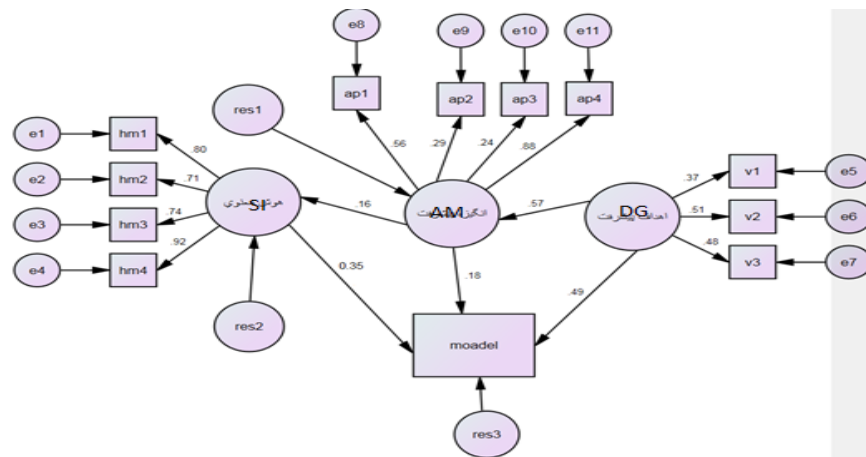 e8
e9
e10
e11
ap1
ap2
ap3
ap4
res1
e1
hm1
.80
.56
.29
.24
.88
e2
hm2
.71
e3
hm3
.74
e4
hm4
.92
SI
.16
AM
.57
DG
اهداف پيشرفت
.37
v1
e5
.51
v2
e6
.48
v3
e7
0.35
.18
.49
res2
moadel
res3